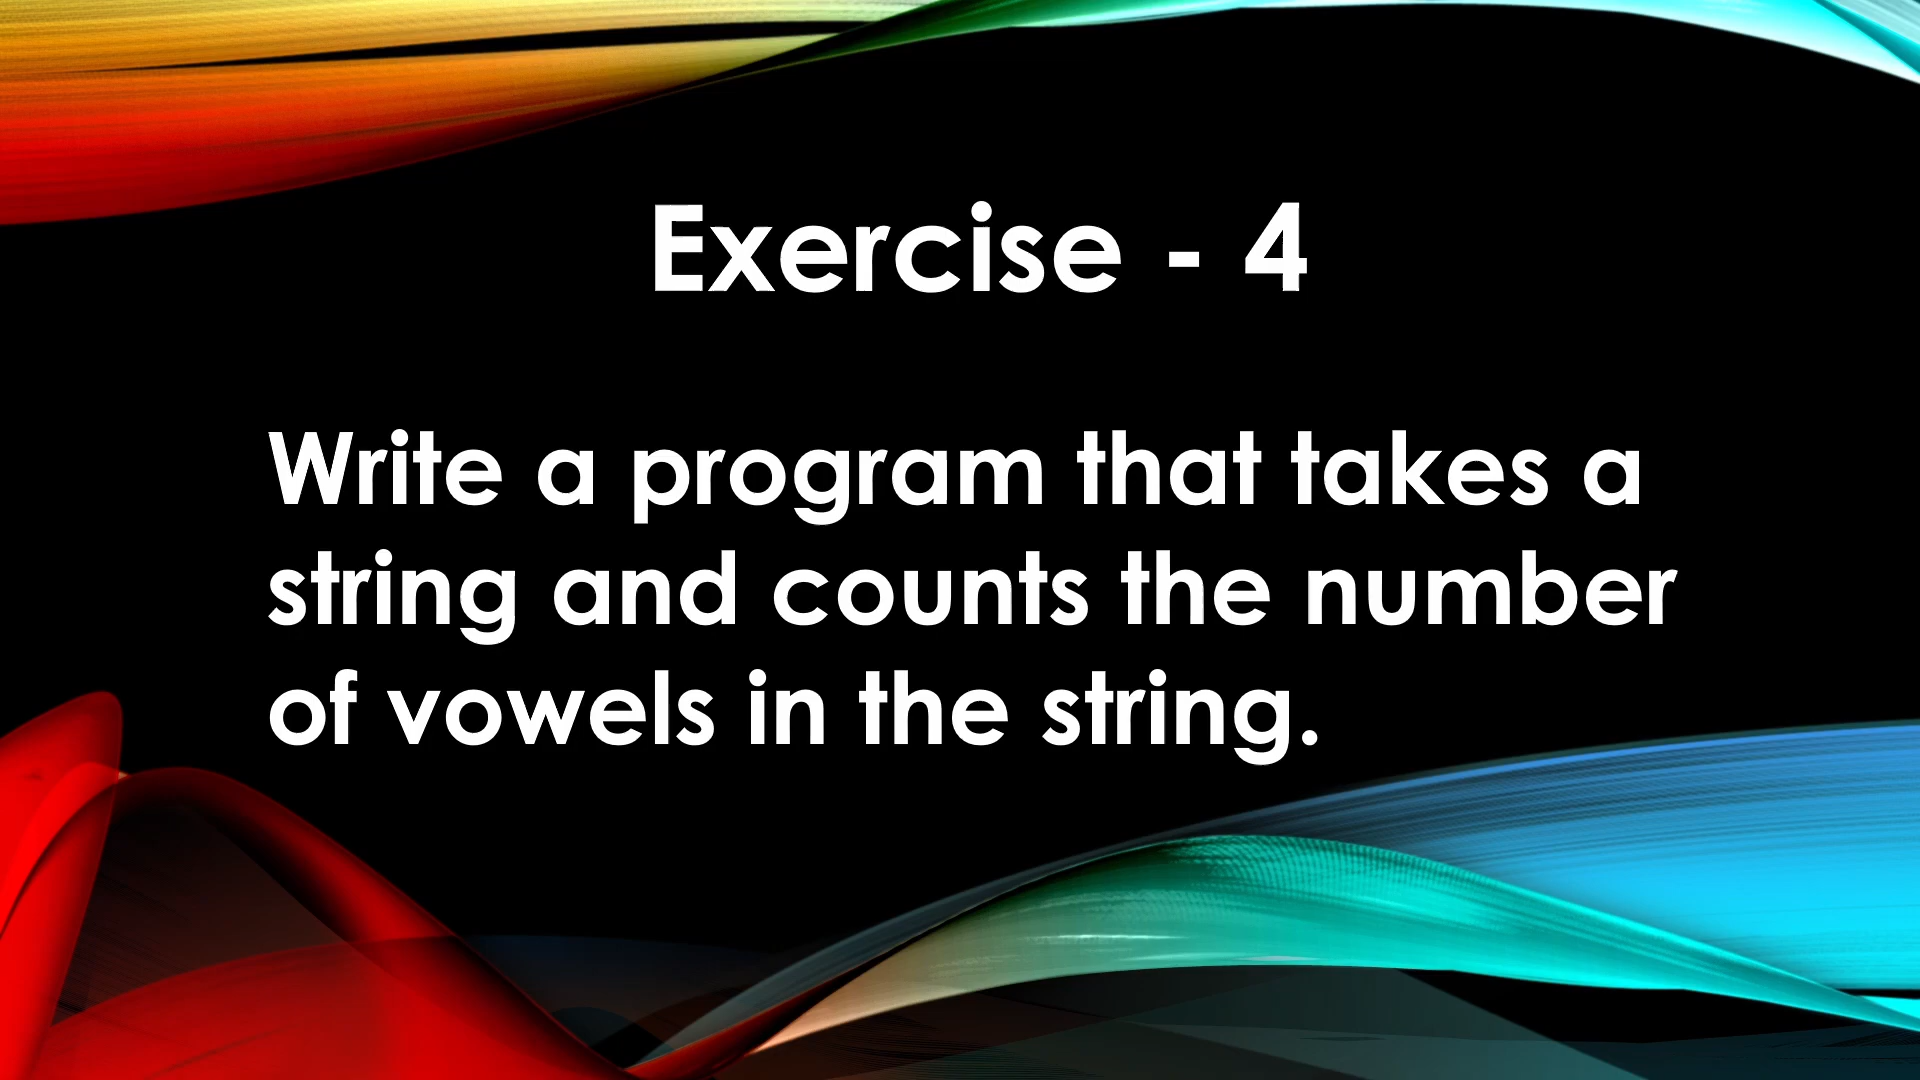 Exercise - 4
Write a program that takes a
string and counts the number
of vowels in the string.